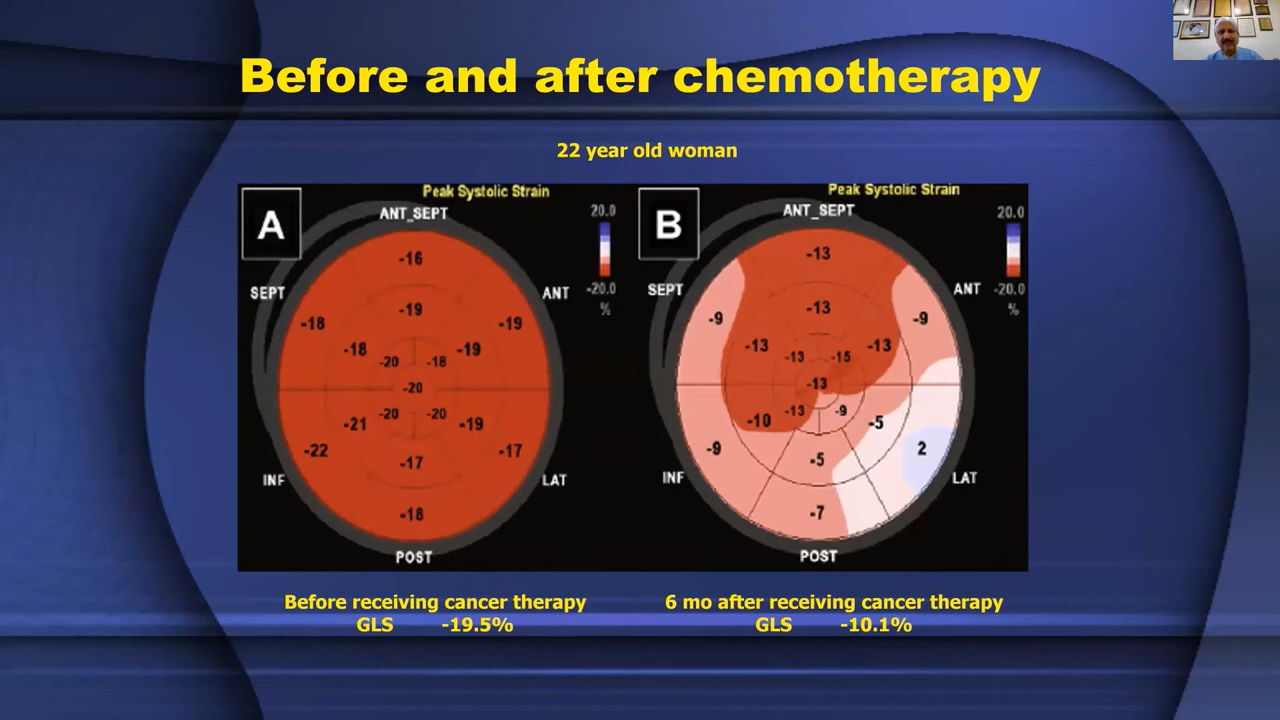 Before and after chemotherapy
22 year old woman
A
Peak Systolic Strain
ANT_SEPT
20.0
-16
SEPT
ANT
-20.0
%
-19
-18
-19
-18
-19
-20
-18
-20
-20
-20
-21
-19
-22
-17
-17
INF
LAT
-18
POST
B
Peak Systolic Strain
ANT_SEPT
20.0
-13
SEPT
ANT
-20.0
%
-13
-9
-9
-13
-13
-13
-15
-13
-13
-9
-10
-5
-9
2
-5
INF
LAT
-7
POST
Before receiving cancer therapy
GLS -19.5%
6 mo after receiving cancer therapy
GLS -10.1%